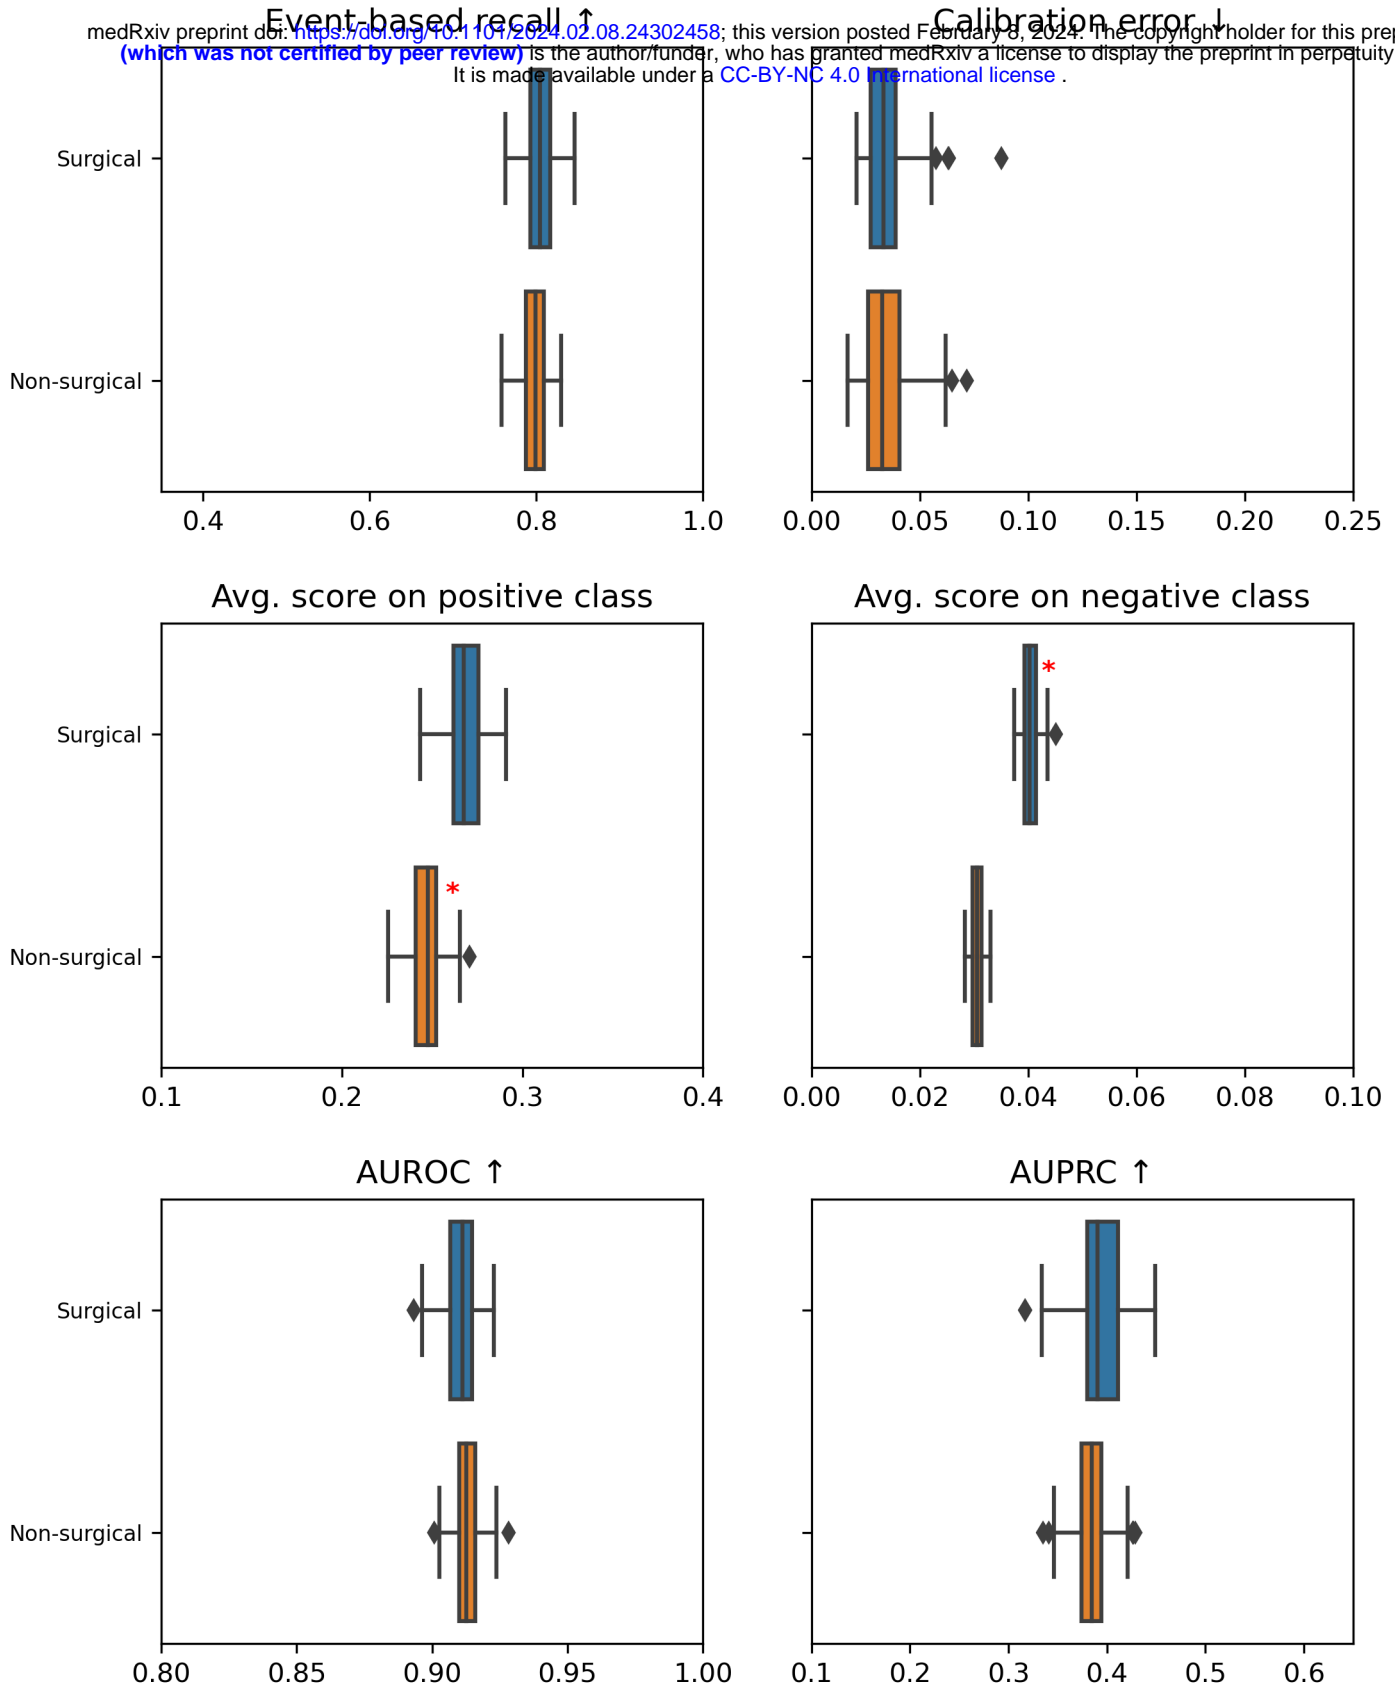 Event-based recall ↑
Calibration error ↓
medRxiv preprint doi: https://doi.org/10.1101/2024.02.08.24302458; this version posted February 8, 2024. The copyright holder for this
(which was not certified by peer review) is the author/funder, who has granted medRxiv a license to display the preprint in perpetuity
It is made available under a CC-BY-NC 4.0 International license .
Surgical
Non-surgical
0.4 0.6 0.8 1.0
0.00 0.05 0.10 0.15 0.20 0.25
Avg. score on positive class
Avg. score on negative class
Surgical
*
Non-surgical
*
0.1 0.2 0.3 0.4
0.00 0.02 0.04 0.06 0.08 0.10
AUROC ↑
AUPRC ↑
Surgical
Non-surgical
0.80 0.85 0.90 0.95 1.00
0.1 0.2 0.3 0.4 0.5 0.6